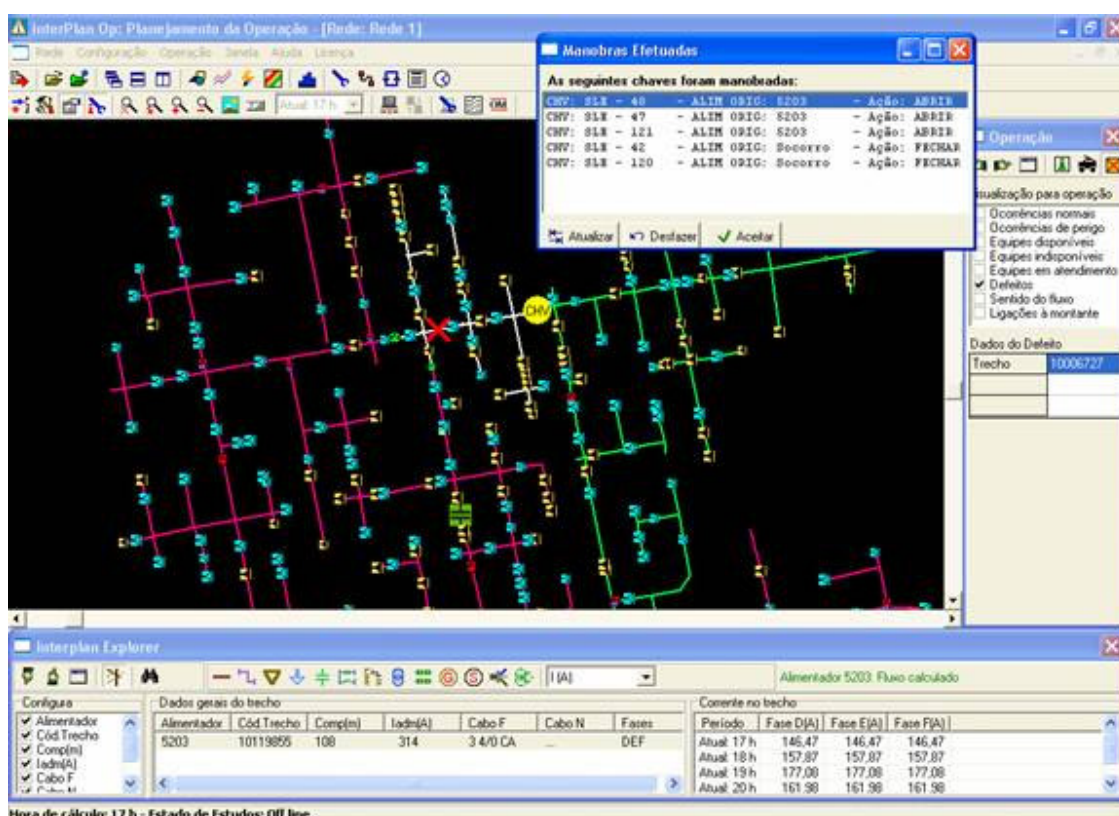 InterPlan Op: Planejamento da Operação - [Rede: Rede 1]
Rede Configuração Operação Janela Ajuda Licença
Atual: 17 h
OM
Manobras Efetuadas
As seguintes chaves foram manobradas:
CHV: SLE - 48 - ALIM ORIG: 5203 - Ação: ABRIR
CHV: SLE - 47 - ALIM ORIG: 5203 - Ação: ABRIR
CHV: SLE - 121 - ALIM ORIG: 5203 - Ação: ABRIR
CHV: SLE - 42 - ALIM ORIG: Socorro - Ação: FECHAR
CHV: SLE - 120 - ALIM ORIG: Socorro - Ação: FECHAR
Atualizar Desfazer Aceitar
CHV
Operação
Visualização para operação
Ocorrências normais
Ocorrências de perigo
Equipes disponíveis
Equipes indisponíveis
Equipes em atendimento
Defeitos
Sentido do fluxo
Ligações à montante
Dados do Defeito
Trecho 10006727
Interplan Explorer
I (A)
Alimentador 5203: Fluxo calculado
Configura
Alimentador
Cód.Trecho
Comp(m)
Iadm(A)
Cabo F
Cabo N
Dados gerais do trecho
Alimentador Cód.Trecho Comp(m) Iadm(A) Cabo F Cabo N Fases
5203 10119855 108 314 3 4/0 CA ... DEF
Corrente no trecho
Período Fase D(A) Fase E(A) Fase F(A)
Atual: 17 h 146,47 146,47 146,47
Atual: 18 h 157,87 157,87 157,87
Atual: 19 h 177,08 177,08 177,08
Atual: 20 h 161,98 161,98 161,98
Hora de cálculo: 17 h - Estado de Estudos: Off line